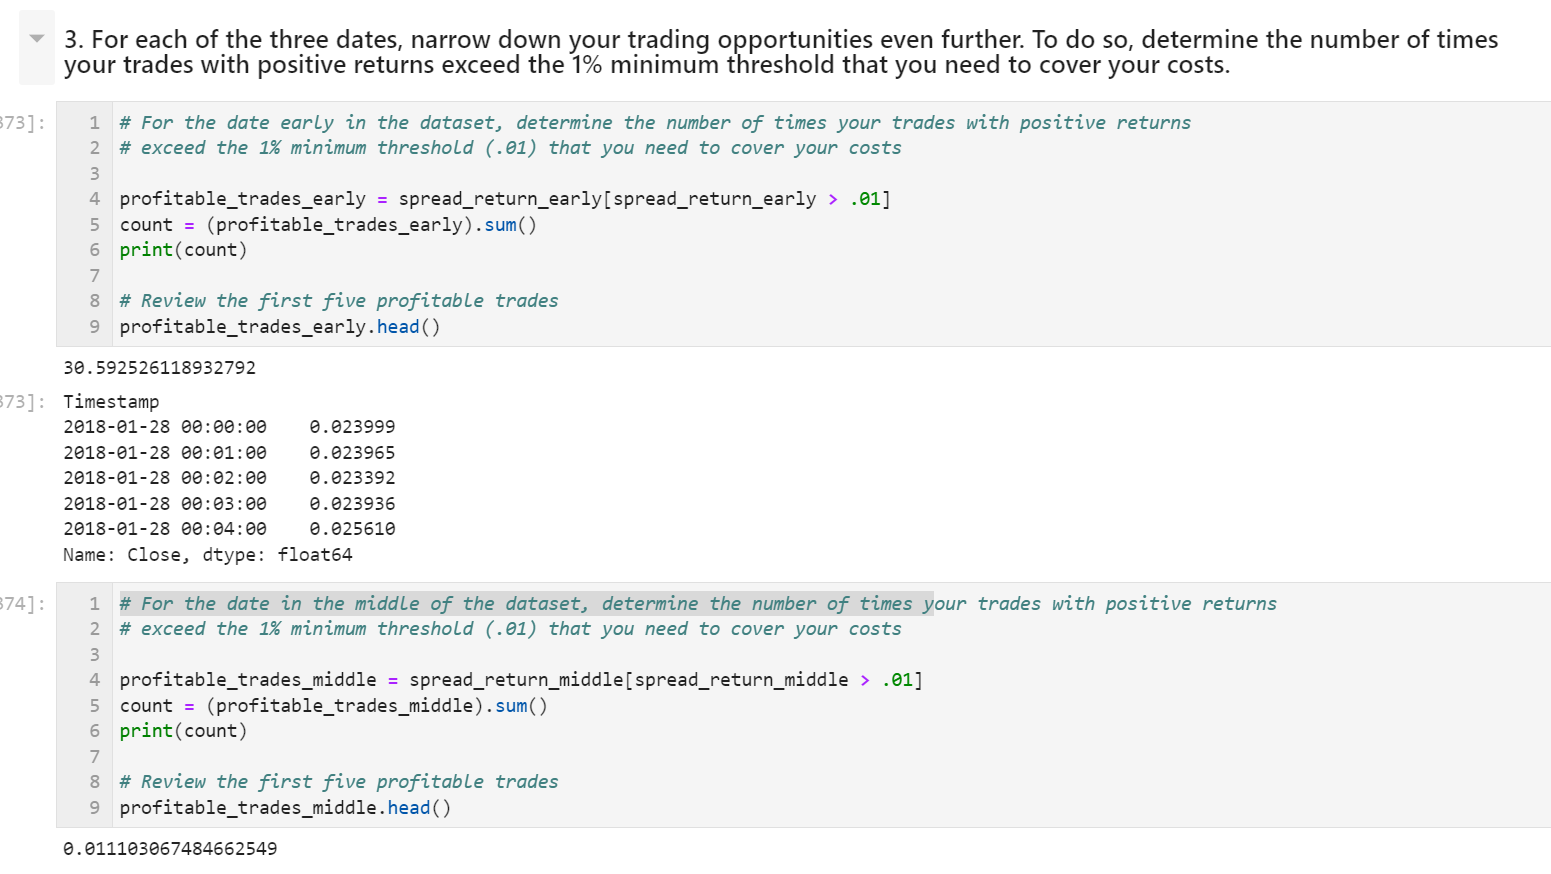 3. For each of the three dates, narrow down your trading opportunities even further. To do so, determine the number of times
your trades with positive returns exceed the 1% minimum threshold that you need to cover your costs.
373]:
1 # For the date early in the dataset, determine the number of times your trades with positive returns
2 # exceed the 1% minimum threshold (.01) that you need to cover your costs
3
4 profitable_trades_early = spread_return_early[spread_return_early > .01]
5 count = (profitable_trades_early).sum()
6 print(count)
7
8 # Review the first five profitable trades
9 profitable_trades_early.head()
30.592526118932792
373]: Timestamp
2018-01-28 00:00:00    0.023999
2018-01-28 00:01:00    0.023965
2018-01-28 00:02:00    0.023392
2018-01-28 00:03:00    0.023936
2018-01-28 00:04:00    0.025610
Name: Close, dtype: float64
374]:
1 # For the date in the middle of the dataset, determine the number of times your trades with positive returns
2 # exceed the 1% minimum threshold (.01) that you need to cover your costs
3
4 profitable_trades_middle = spread_return_middle[spread_return_middle > .01]
5 count = (profitable_trades_middle).sum()
6 print(count)
7
8 # Review the first five profitable trades
9 profitable_trades_middle.head()
0.011103067484662549